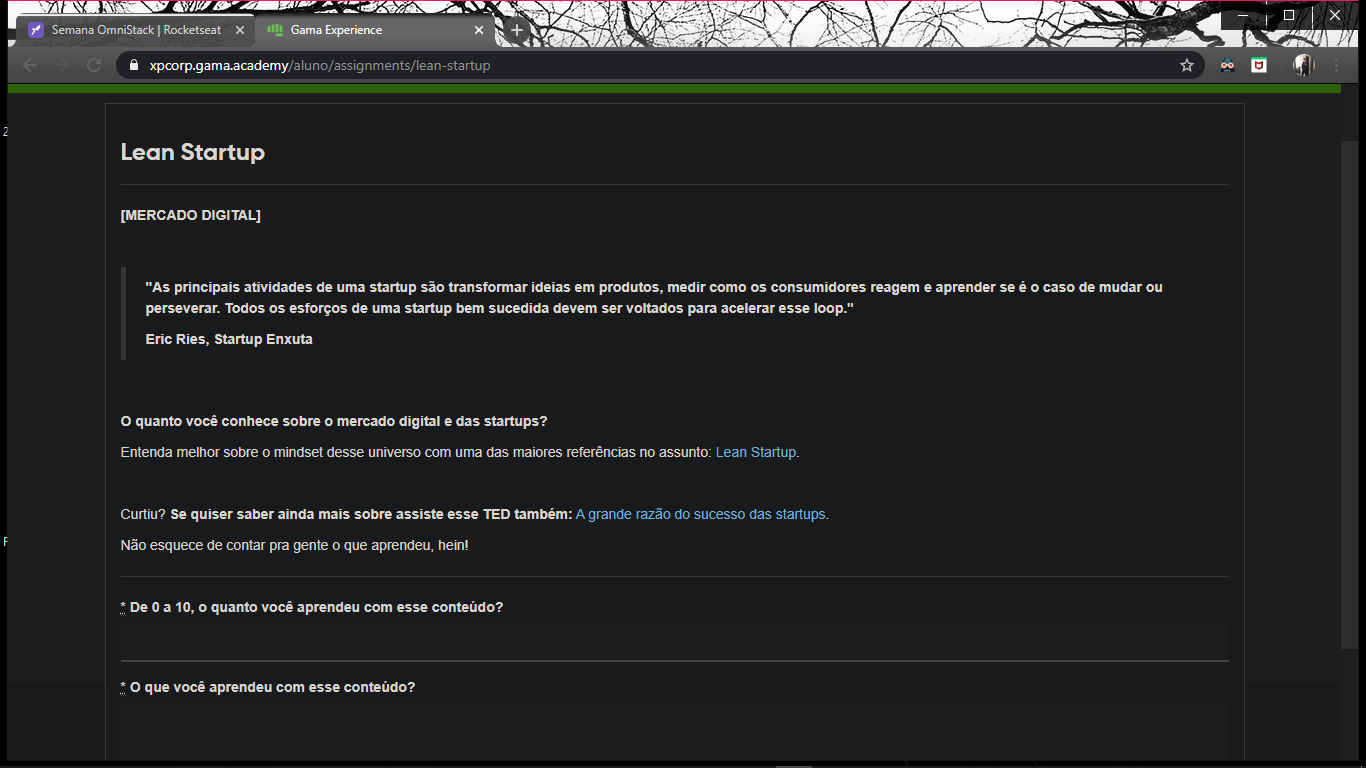 Semana OmniStack | Rocketseat
Gama Experience
xpcorp.gama.academy/aluno/assignments/lean-startup
Lean Startup
[MERCADO DIGITAL]
"As principais atividades de uma startup são transformar ideias em produtos, medir como os consumidores reagem e aprender se é o caso de mudar ou
perseverar. Todos os esforços de uma startup bem sucedida devem ser voltados para acelerar esse loop."
Eric Ries, Startup Enxuta
O quanto você conhece sobre o mercado digital e das startups?
Entenda melhor sobre o mindset desse universo com uma das maiores referências no assunto: Lean Startup.
Curtiu? Se quiser saber ainda mais sobre assiste esse TED também: A grande razão do sucesso das startups.
Não esquece de contar pra gente o que aprendeu, hein!
* De 0 a 10, o quanto você aprendeu com esse conteúdo?
* O que você aprendeu com esse conteúdo?